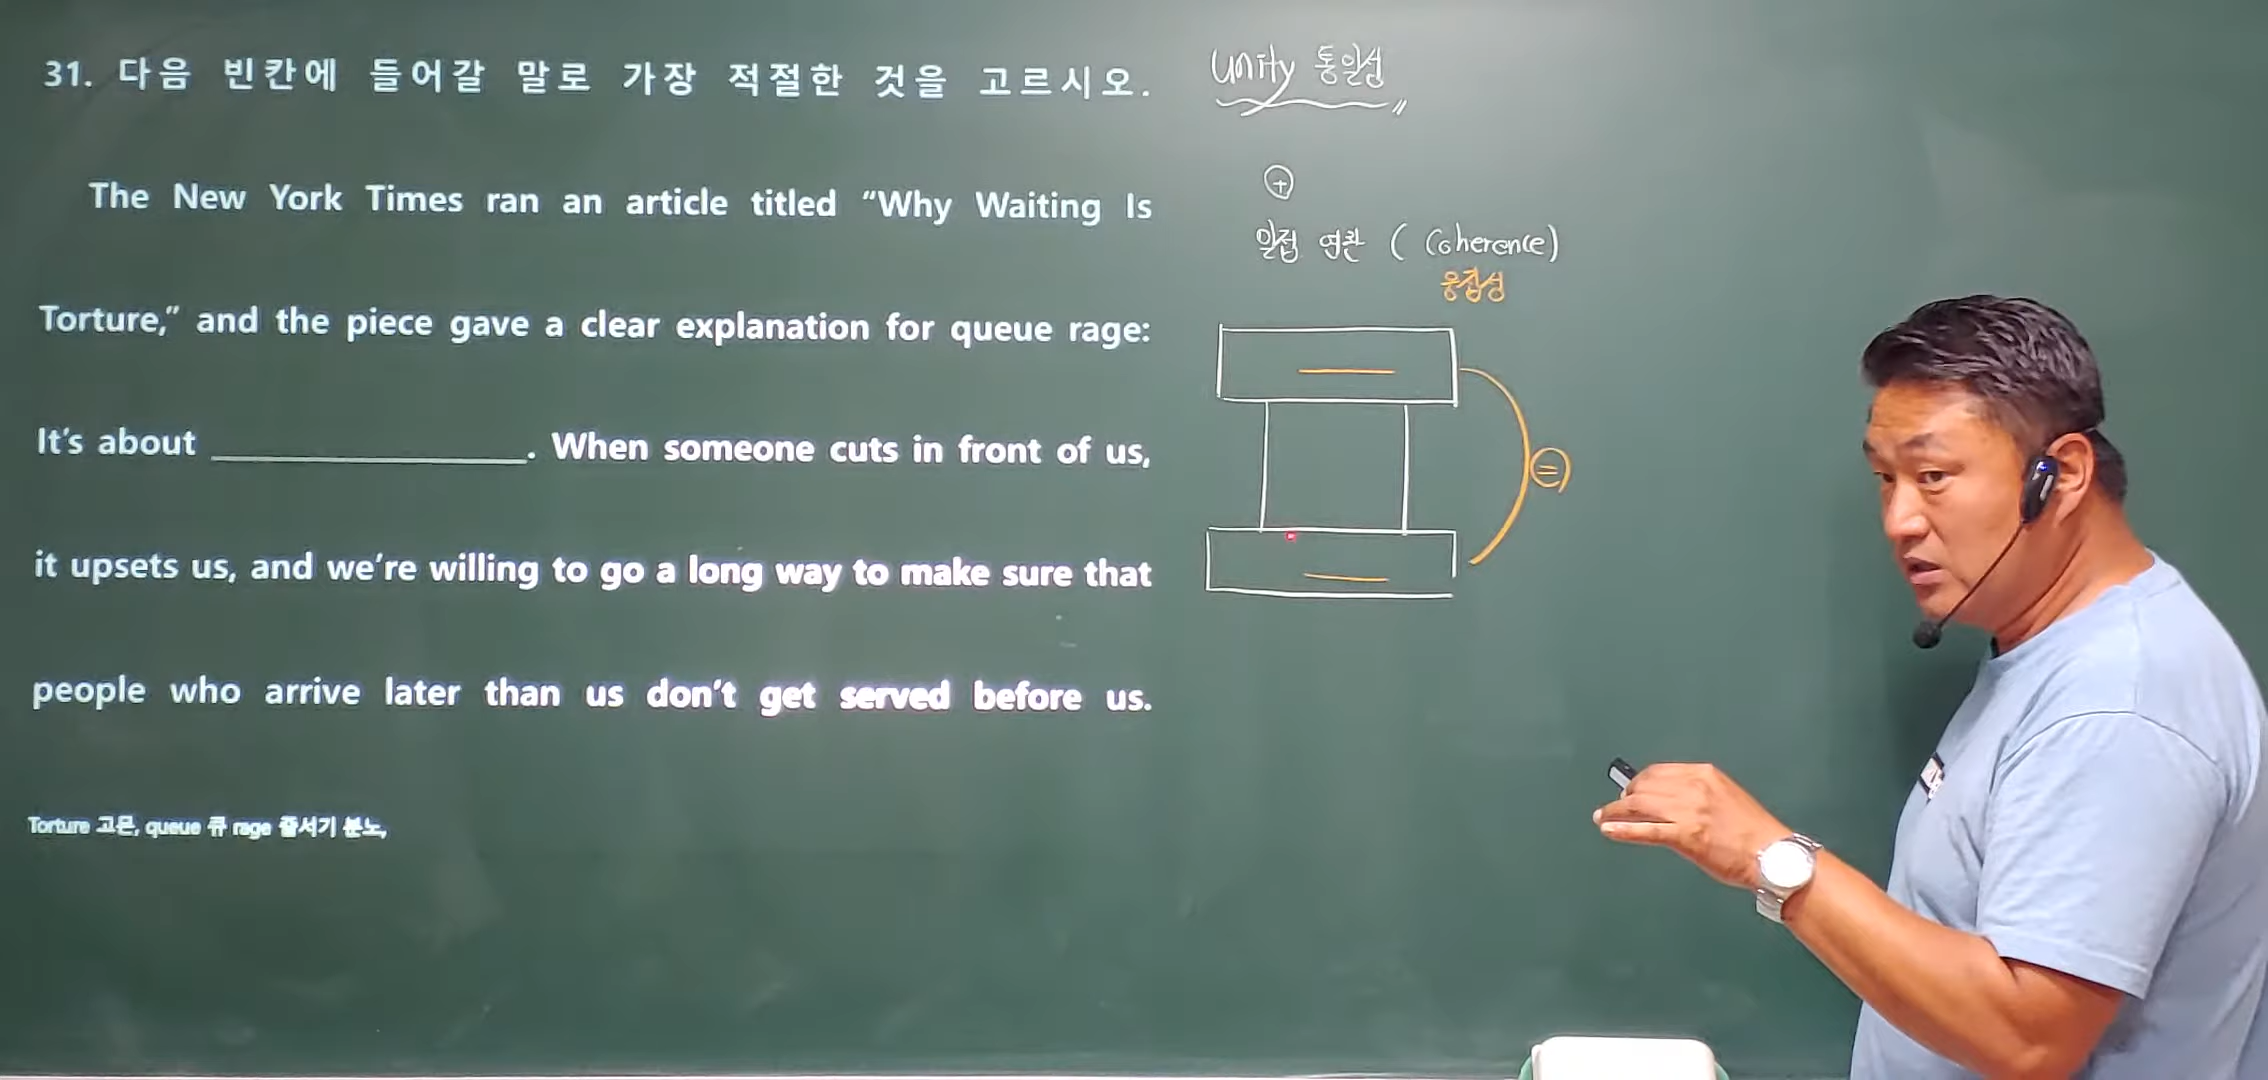 31. 다음 빈칸에 들어갈 말로 가장 적절한 것을 고르시오.
The New York Times ran an article titled “Why Waiting Is
Torture,” and the piece gave a clear explanation for queue rage:
It’s about ______________. When someone cuts in front of us,
it upsets us, and we’re willing to go a long way to make sure that
people who arrive later than us don’t get served before us.
Torture 고문, queue 큐 rage 줄서기 분노,
Unity 통일성
+
밀접 연관 (Coherence)
응집성
=